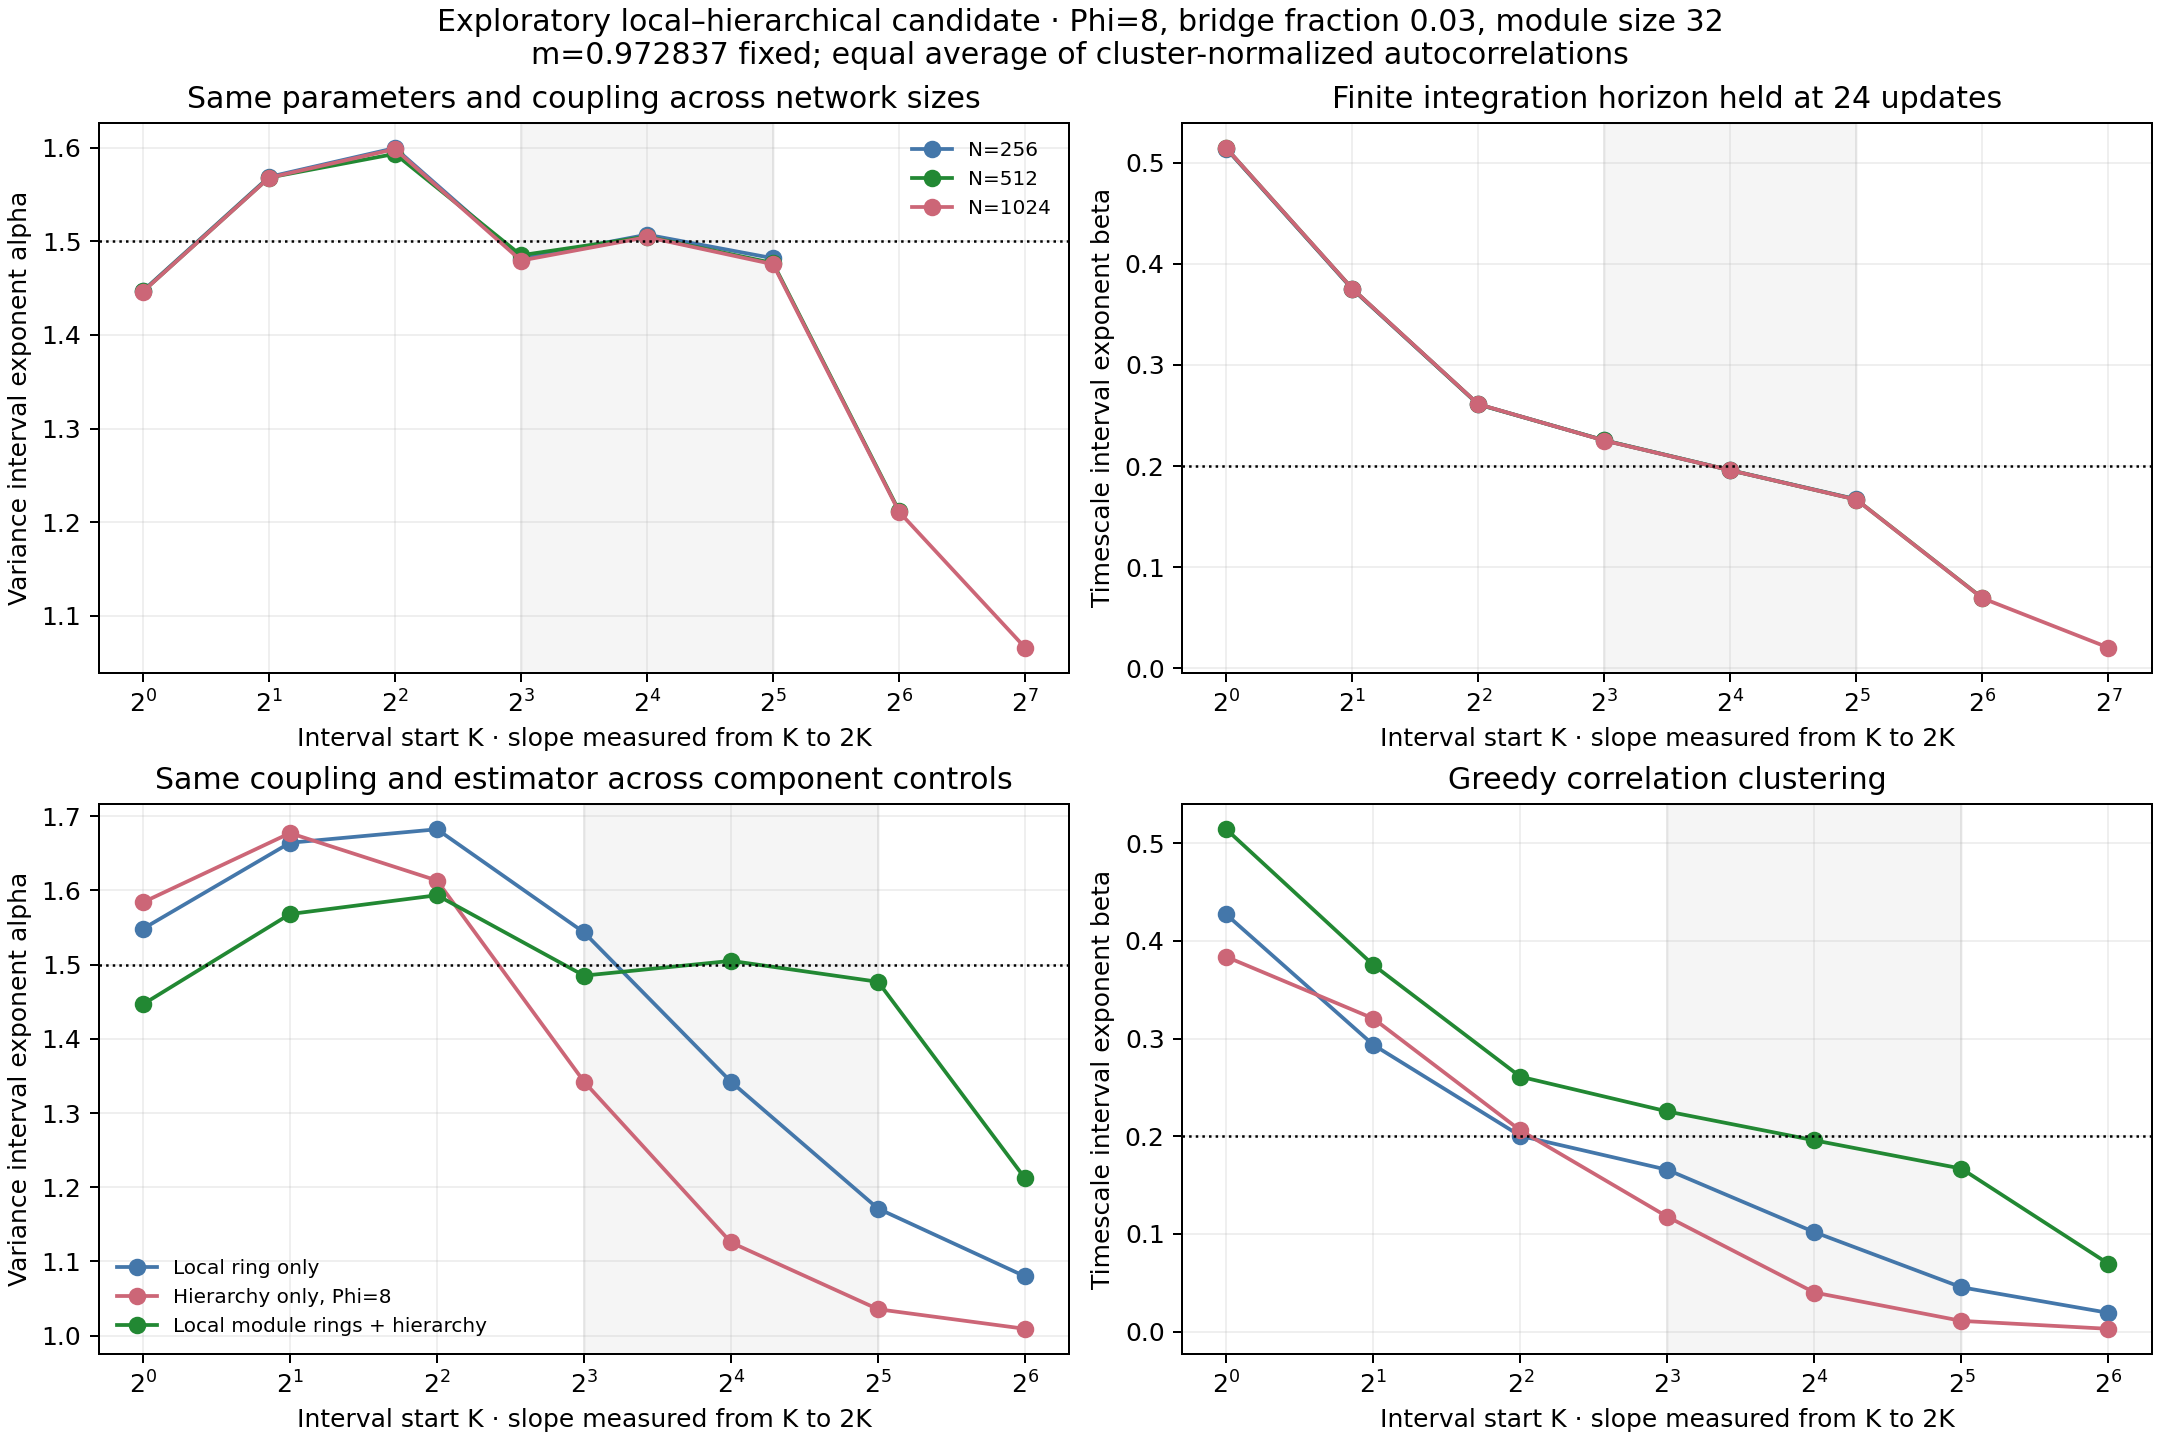 Exploratory local–hierarchical candidate · Phi=8, bridge fraction 0.03, module size 32
m=0.972837 fixed; equal average of cluster-normalized autocorrelations
Same parameters and coupling across network sizes
Variance interval exponent alpha
1.6
1.5
1.4
1.3
1.2
1.1
N=256
N=512
N=1024
2^0 2^1 2^2 2^3 2^4 2^5 2^6 2^7
Interval start K · slope measured from K to 2K
Finite integration horizon held at 24 updates
Timescale interval exponent beta
0.5
0.4
0.3
0.2
0.1
0.0
2^0 2^1 2^2 2^3 2^4 2^5 2^6 2^7
Interval start K · slope measured from K to 2K
Same coupling and estimator across component controls
Variance interval exponent alpha
1.7
1.6
1.5
1.4
1.3
1.2
1.1
1.0
Local ring only
Hierarchy only, Phi=8
Local module rings + hierarchy
2^0 2^1 2^2 2^3 2^4 2^5 2^6
Interval start K · slope measured from K to 2K
Greedy correlation clustering
Timescale interval exponent beta
0.5
0.4
0.3
0.2
0.1
0.0
2^0 2^1 2^2 2^3 2^4 2^5 2^6
Interval start K · slope measured from K to 2K